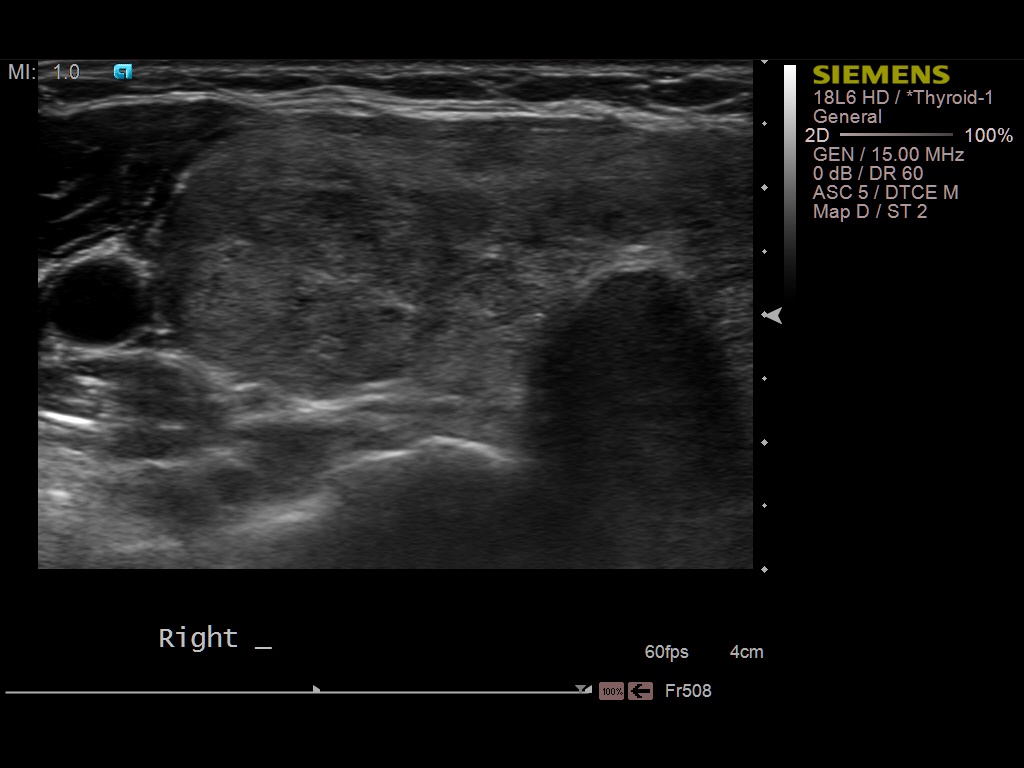 MI: 1.0
SIEMENS
18L6 HD / *Thyroid-1
General
2D 100%
GEN / 15.00 MHz
0 dB / DR 60
ASC 5 / DTCE M
Map D / ST 2
Right _
60fps 4cm
100% Fr508